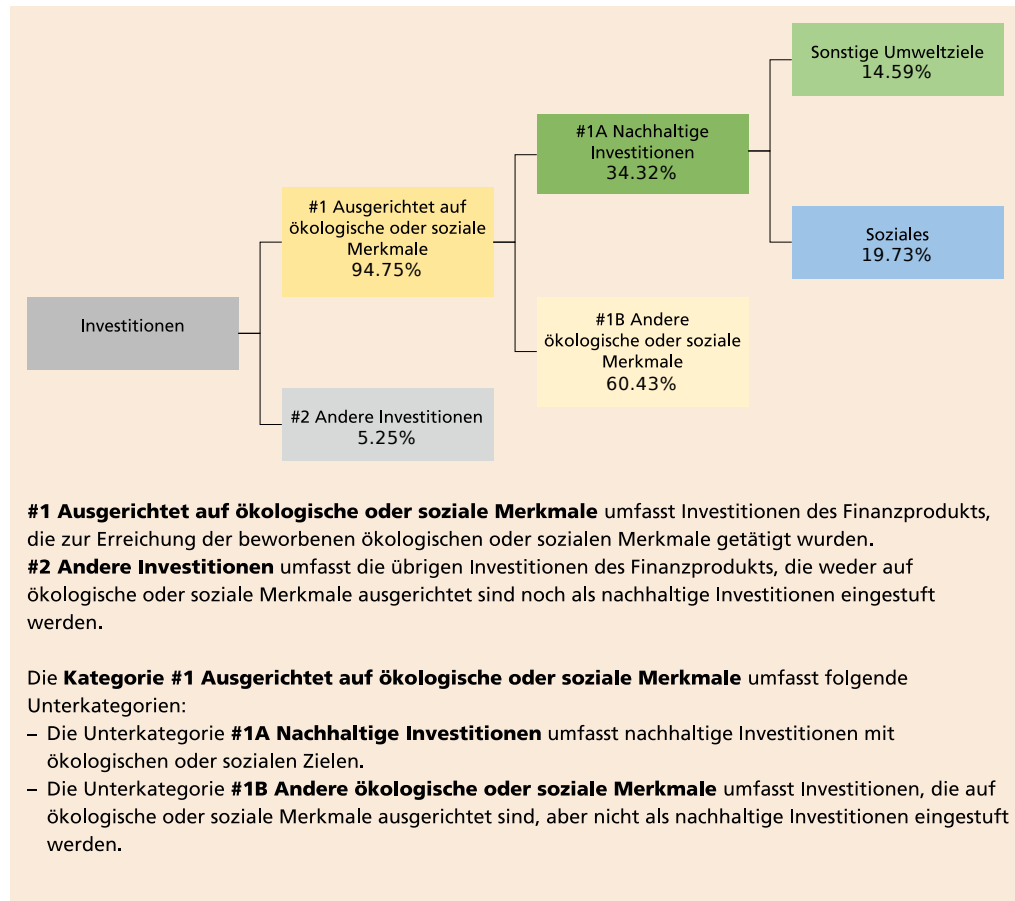 Sonstige Umweltziele
14.59%
#1A Nachhaltige
Investitionen
34.32%
#1 Ausgerichtet auf
ökologische oder soziale
Merkmale
94.75%
Soziales
19.73%
Investitionen
#1B Andere
ökologische oder soziale
Merkmale
60.43%
#2 Andere Investitionen
5.25%
#1 Ausgerichtet auf ökologische oder soziale Merkmale umfasst Investitionen des Finanzprodukts,
die zur Erreichung der beworbenen ökologischen oder sozialen Merkmale getätigt wurden.
#2 Andere Investitionen umfasst die übrigen Investitionen des Finanzprodukts, die weder auf
ökologische oder soziale Merkmale ausgerichtet sind noch als nachhaltige Investitionen eingestuft
werden.
Die Kategorie #1 Ausgerichtet auf ökologische oder soziale Merkmale umfasst folgende
Unterkategorien:
– Die Unterkategorie #1A Nachhaltige Investitionen umfasst nachhaltige Investitionen mit
ökologischen oder sozialen Zielen.
– Die Unterkategorie #1B Andere ökologische oder soziale Merkmale umfasst Investitionen, die auf
ökologische oder soziale Merkmale ausgerichtet sind, aber nicht als nachhaltige Investitionen eingestuft
werden.